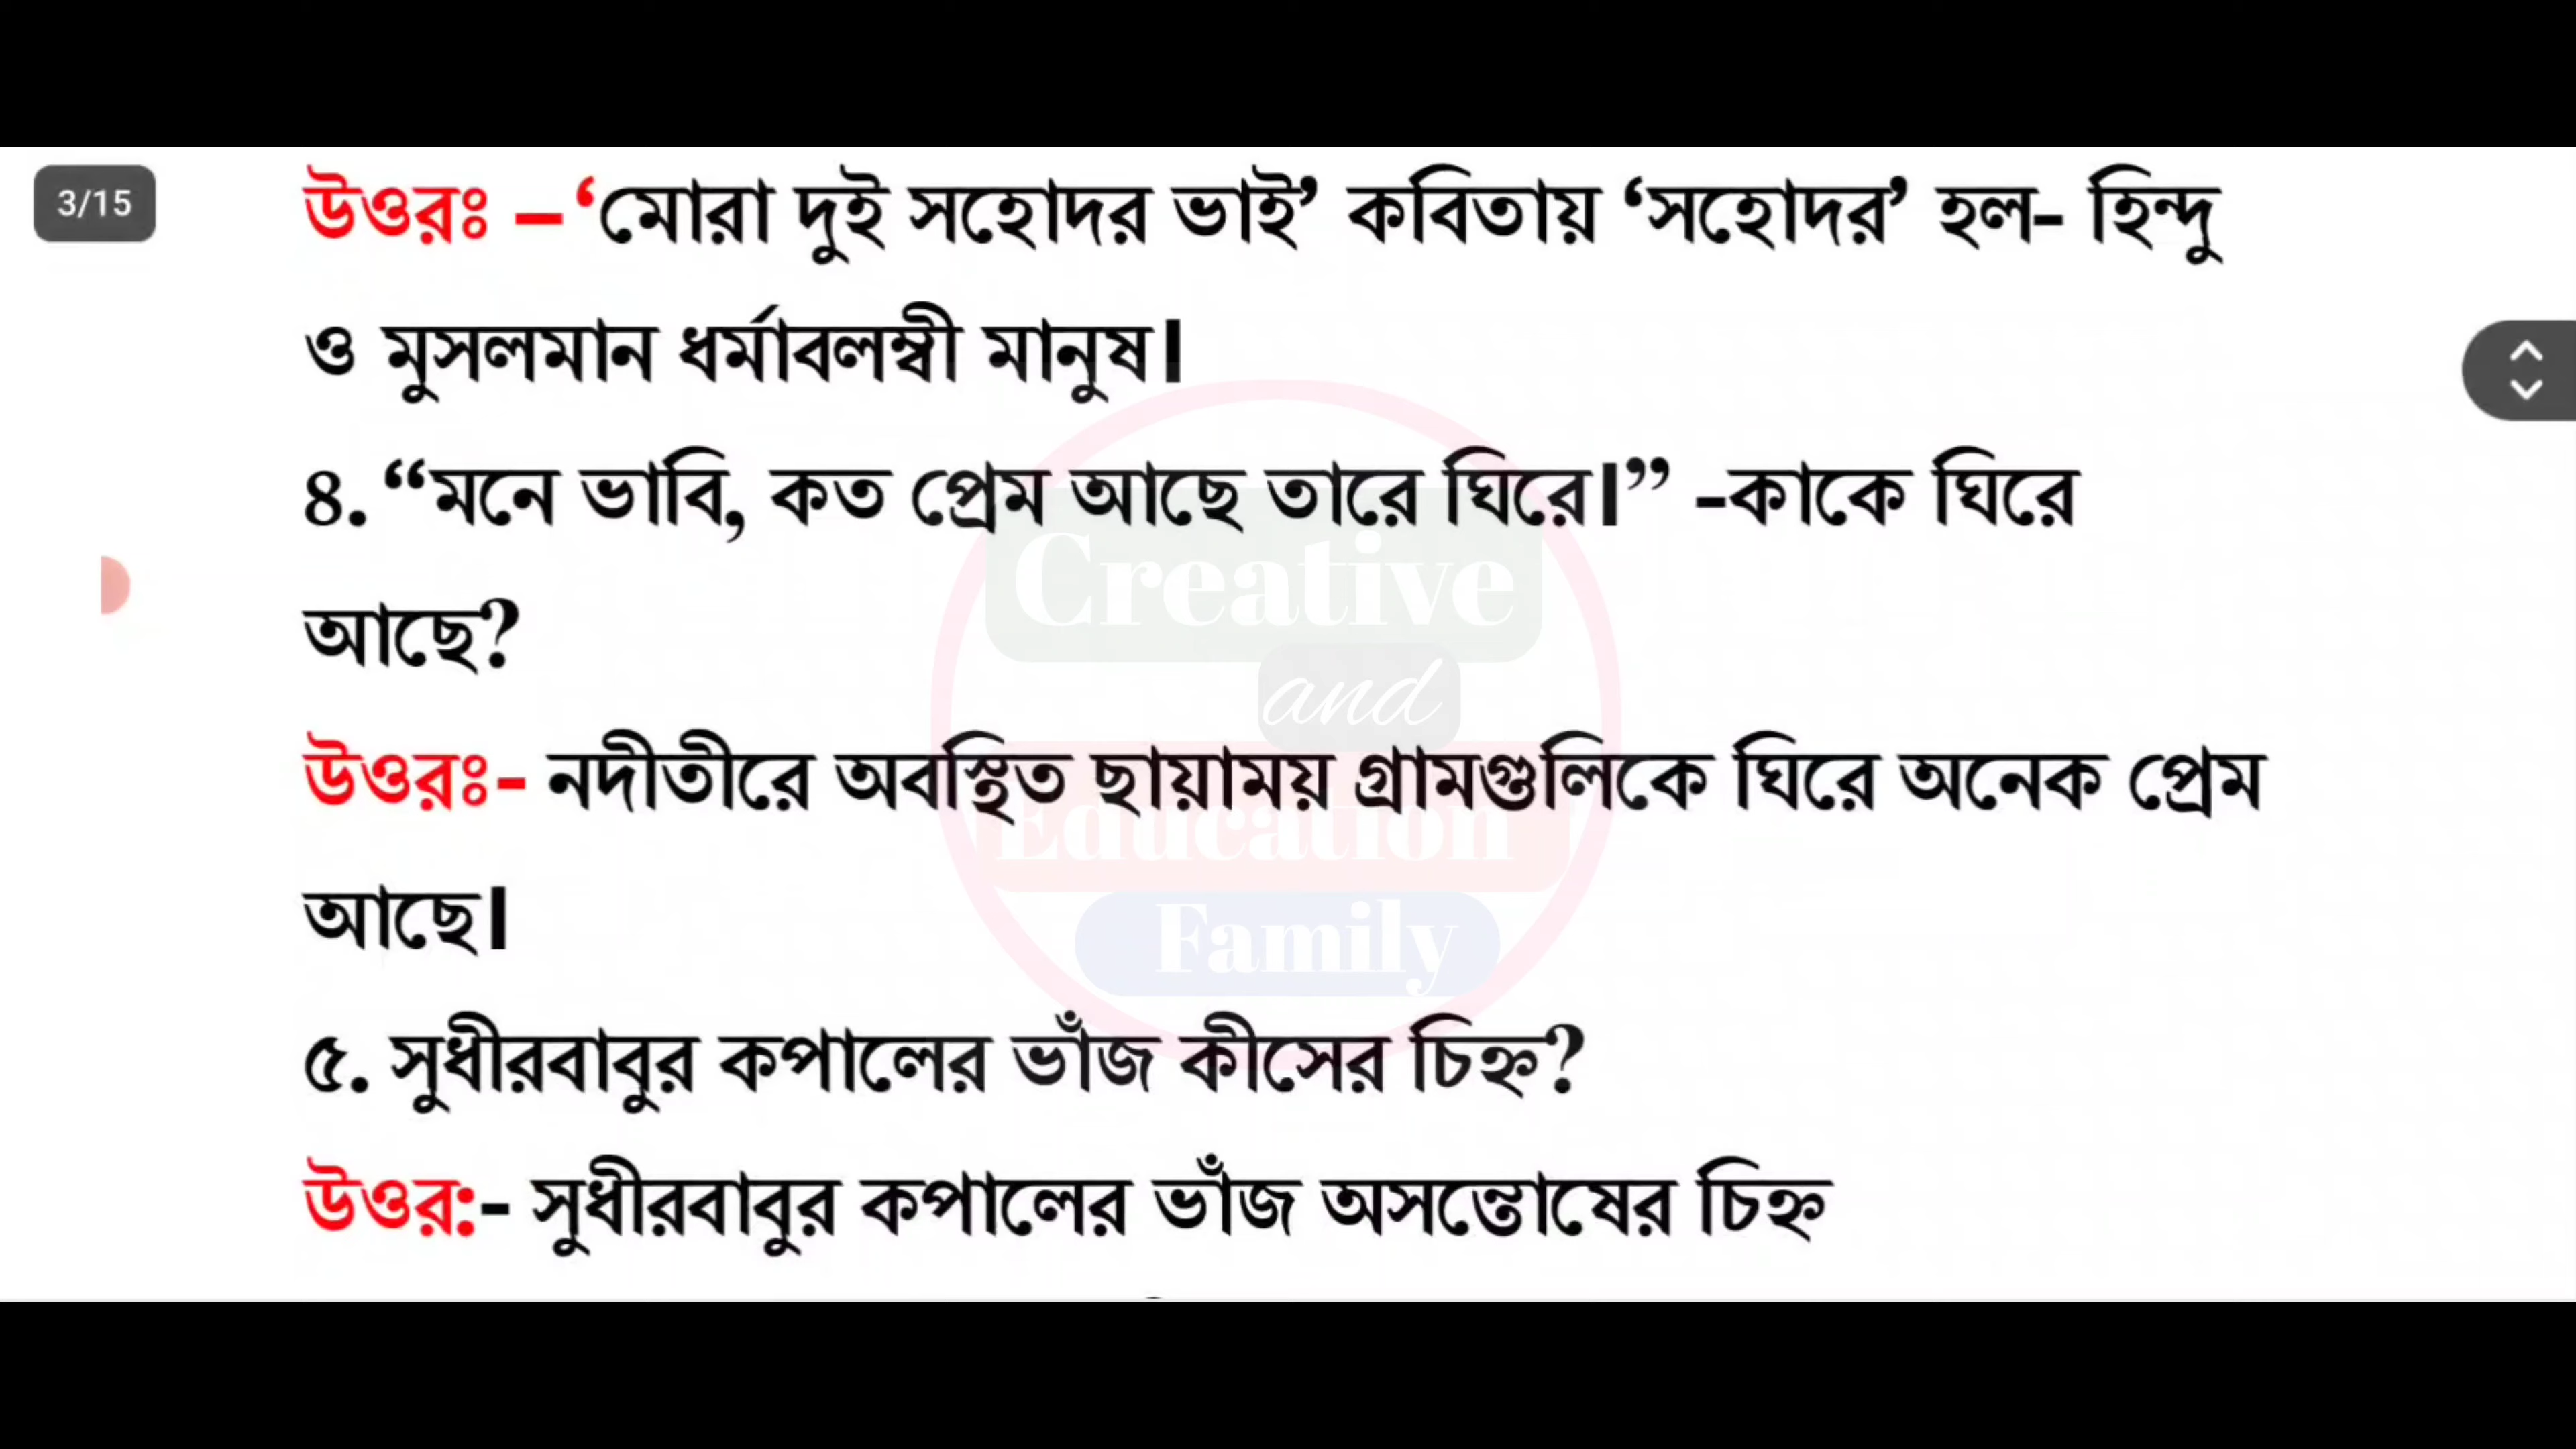 3/15
উওরঃ –‘মোরা দুই সহোদর ভাই’ কবিতায় ‘সহোদর’ হল- হিন্দু
ও মুসলমান ধর্মাবলম্বী মানুষ।
৪. “মনে ভাবি, কত প্রেম আছে তারে ঘিরে।” -কাকে ঘিরে
আছে?
উওরঃ- নদীতীরে অবস্থিত ছায়াময় গ্রামগুলিকে ঘিরে অনেক প্রেম
আছে।
৫. সুধীরবাবুর কপালের ভাঁজ কীসের চিহ্ন?
উওর:- সুধীরবাবুর কপালের ভাঁজ অসন্তোষের চিহ্ন
Creative
and
Education
Family